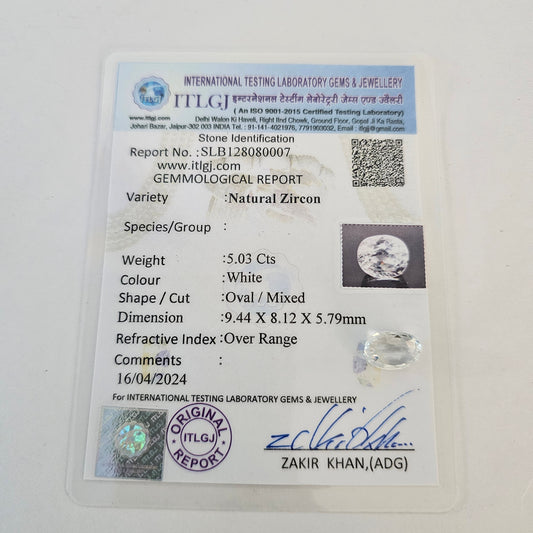 INTERNATIONAL TESTING LABORATORY GEMS & JEWELLERY
ITLGJ इन्टरनेशनल टेस्टींग लेबोरेट्री जेम्स एण्ड ज्वैलरी
( An ISO 9001-2015 Certified Testing Laboratory)
www.itlgj.com Delhi Walon Ki Haveli, Right IInd Chowk, Ground Floor, Gopal Ji Ka Rasta,
Johari Bazar, Jaipur-302 003 INDIA Tel.: 91-141-4021976, 7791903032, Email : itlgj@gmail.com
Stone Identification
Report No.:SLB128080007
www.itlgj.com
GEMMOLOGICAL REPORT
Variety :Natural Zircon
Species/Group :
Weight :5.03 Cts
Colour :White
Shape / Cut :Oval / Mixed
Dimension :9.44 X 8.12 X 5.79mm
Refractive Index :Over Range
Comments :
16/04/2024
For INTERNATIONAL TESTING LABORATORY GEMS & JEWELLERY
ORIGINAL
ITLGJ
REPORT
ZAKIR KHAN,(ADG)